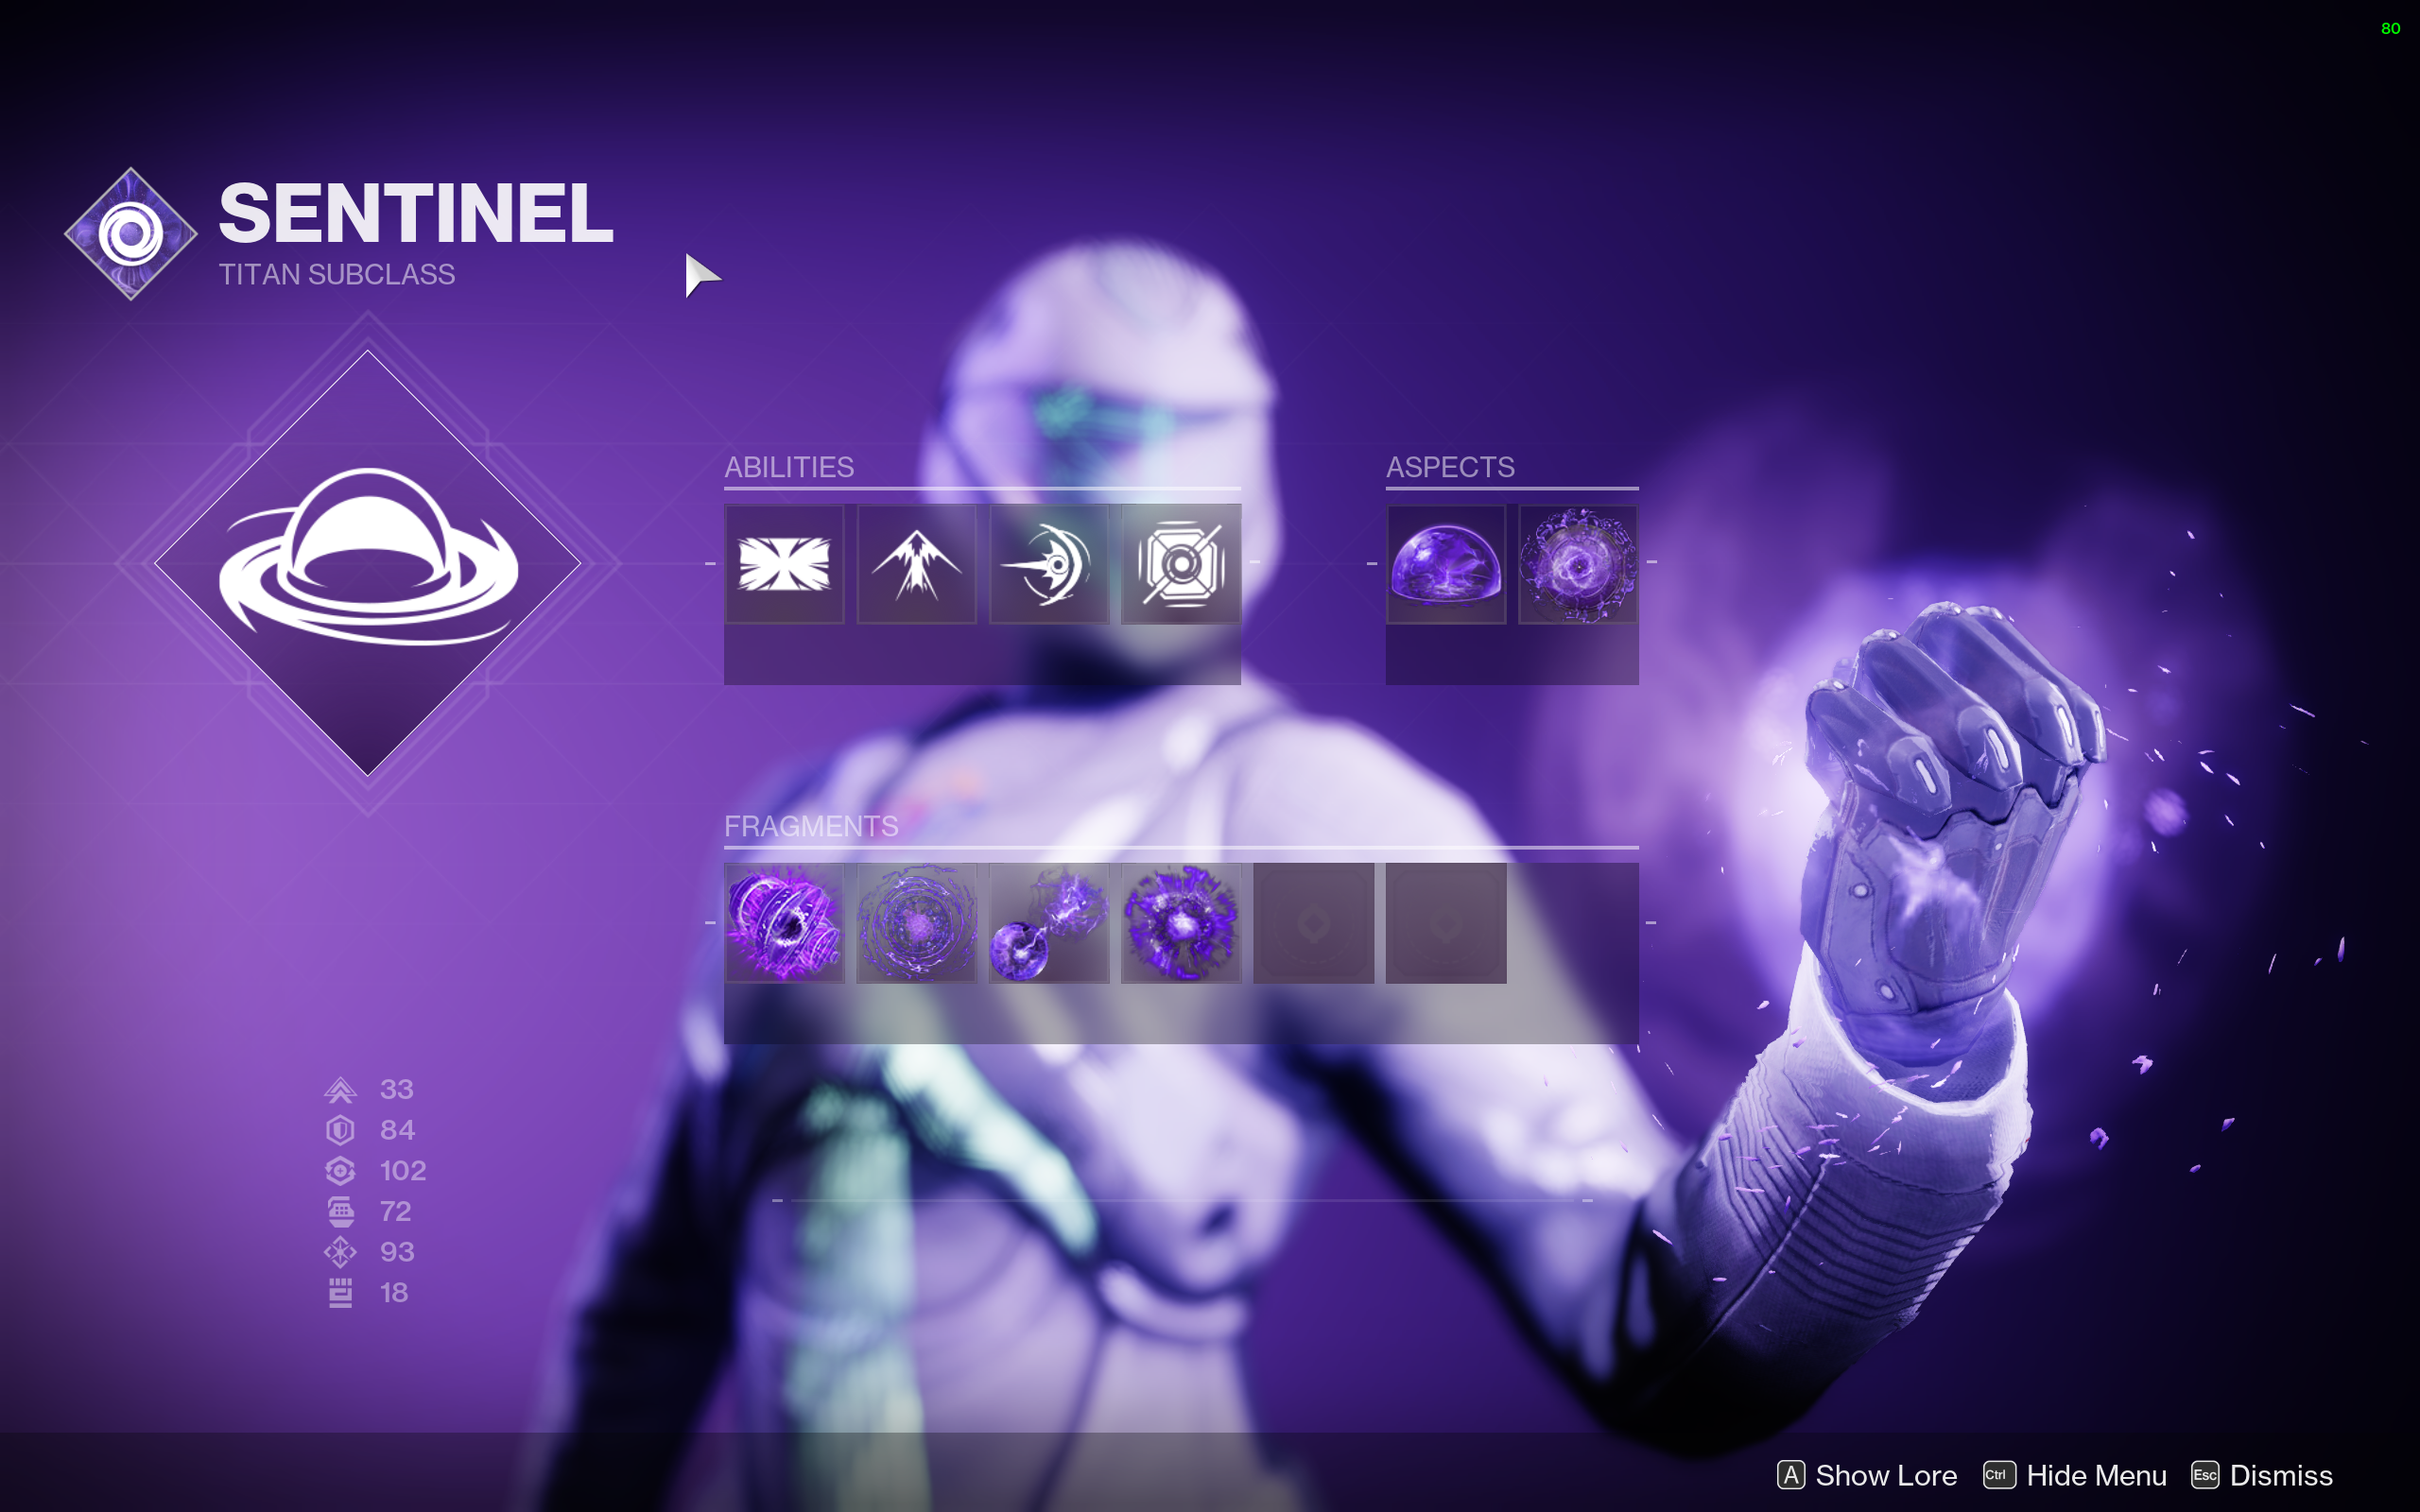 80
SENTINEL
TITAN SUBCLASS
ABILITIES
ASPECTS
FRAGMENTS
33
84
102
72
93
18
A Show Lore
Ctrl Hide Menu
Esc Dismiss